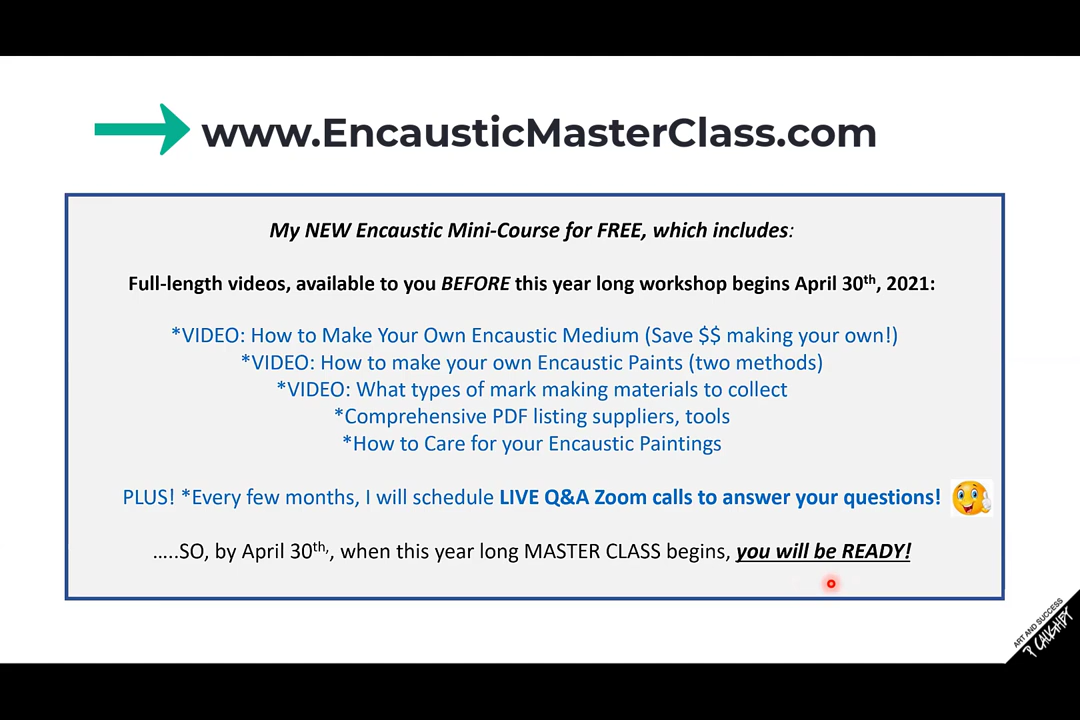 www.EncausticMasterClass.com
My NEW Encaustic Mini-Course for FREE, which includes:
Full-length videos, available to you BEFORE this year long workshop begins April 30th, 2021:
*VIDEO: How to Make Your Own Encaustic Medium (Save $$ making your own!)
*VIDEO: How to make your own Encaustic Paints (two methods)
*VIDEO: What types of mark making materials to collect
*Comprehensive PDF listing suppliers, tools
*How to Care for your Encaustic Paintings
PLUS! *Every few months, I will schedule LIVE Q&A Zoom calls to answer your questions!
…..SO, by April 30th,, when this year long MASTER CLASS begins, you will be READY!
ART AND SUCCESS
P CAUGHEY